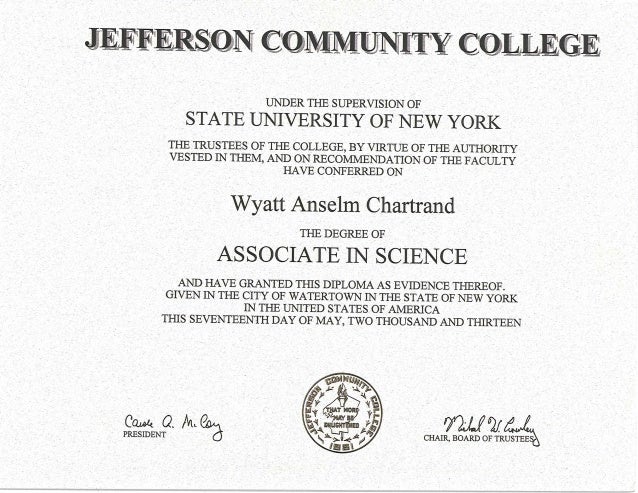 JEFFERSON COMMUNITY COLLEGE
UNDER THE SUPERVISION OF
STATE UNIVERSITY OF NEW YORK
THE TRUSTEES OF THE COLLEGE, BY VIRTUE OF THE AUTHORITY
VESTED IN THEM, AND ON RECOMMENDATION OF THE FACULTY
HAVE CONFERRED ON
Wyatt Anselm Chartrand
THE DEGREE OF
ASSOCIATE IN SCIENCE
AND HAVE GRANTED THIS DIPLOMA AS EVIDENCE THEREOF.
GIVEN IN THE CITY OF WATERTOWN IN THE STATE OF NEW YORK
IN THE UNITED STATES OF AMERICA
THIS SEVENTEENTH DAY OF MAY, TWO THOUSAND AND THIRTEEN
JEFFERSON COMMUNITY COLLEGE
THAT MORE
MAY BE
ENLIGHTENED
1961
Carole A. McCoy
PRESIDENT
CHAIR, BOARD OF TRUSTEES